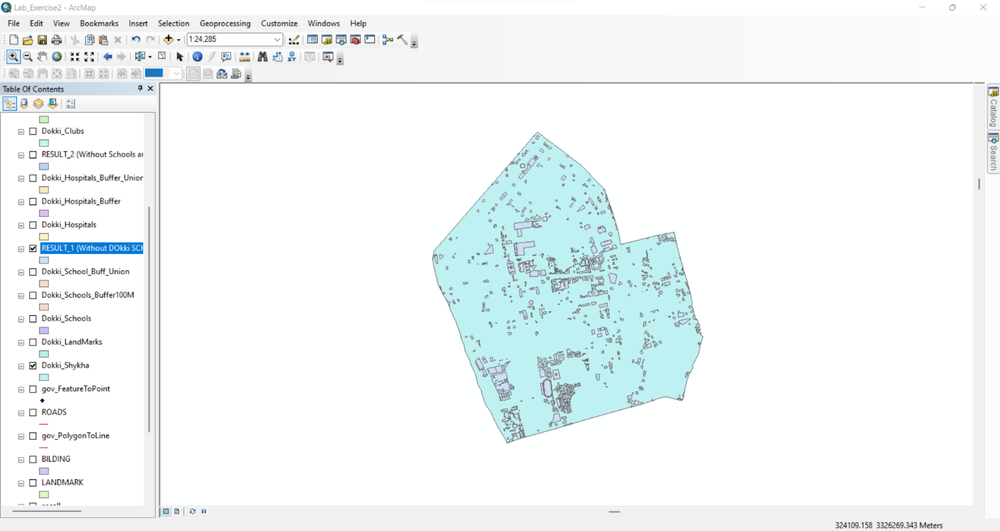 Lab_Exercise2 - ArcMap
File Edit View Bookmarks Insert Selection Geoprocessing Customize Windows Help
1:24,285
XY
Table Of Contents
Dokki_Clubs
RESULT_2 (Without Schools ar
Dokki_Hospitals_Buffer_Union
Dokki_Hospitals_Buffer
Dokki_Hospitals
RESULT_1 (Without DOkki SCH
Dokki_School_Buff_Union
Dokki_Schools_Buffer100M
Dokki_Schools
Dokki_LandMarks
Dokki_Shykha
gov_FeatureToPoint
ROADS
gov_PolygonToLine
BILDING
LANDMARK
Catalog
Search
324109.158 3326269.343 Meters